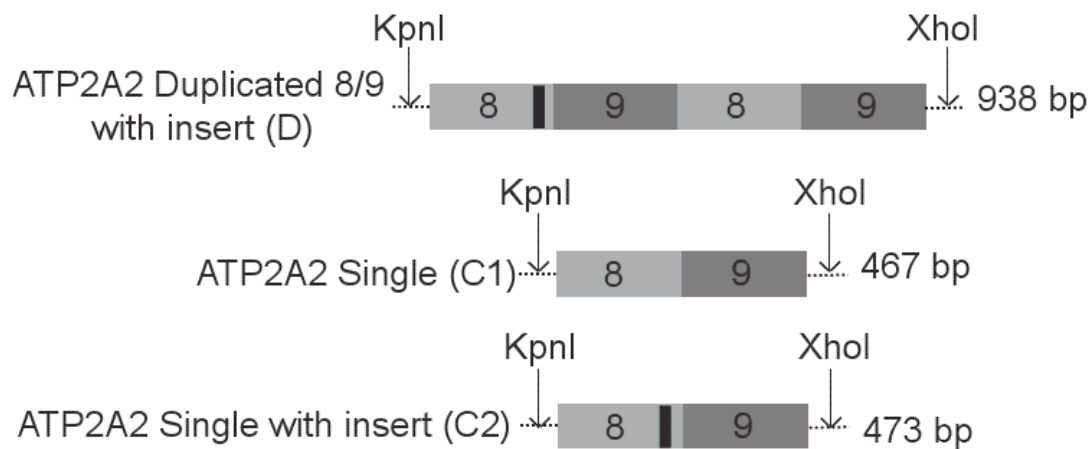 KpnI XhoI
ATP2A2 Duplicated 8/9 with insert (D)
8 9 8 9
938 bp
KpnI XhoI
ATP2A2 Single (C1)
8 9
467 bp
KpnI XhoI
ATP2A2 Single with insert (C2)
8 9
473 bp